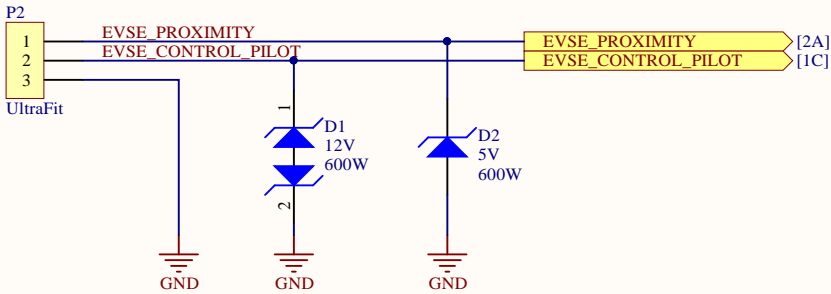 P2
1
2
3
UltraFit
EVSE_PROXIMITY
EVSE_CONTROL_PILOT
EVSE_PROXIMITY
[2A]
EVSE_CONTROL_PILOT
[1C]
1
D1
12V
600W
2
D2
5V
600W
GND
GND
GND